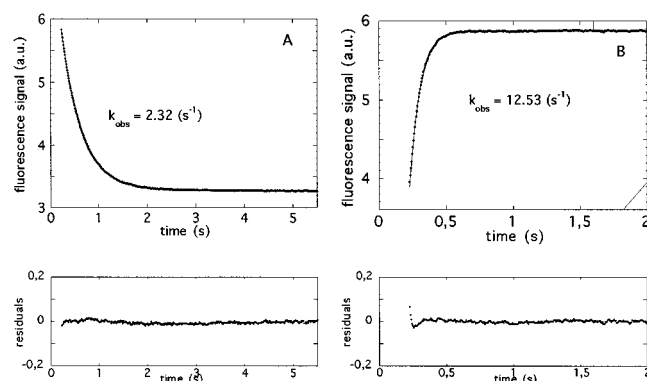 A
6
5
4
3
fluorescence signal (a.u.)
k_obs = 2.32 (s⁻¹)
0 1 2 3 4 5
time (s)
B
6
5
4
fluorescence signal (a.u.)
k_obs = 12.53 (s⁻¹)
0 0,5 1 1,5 2
time (s)
0,2
0
-0,2
residuals
0 1 2 3 4 5
time (s)
0,2
0
-0,2
residuals
0 0,5 1 1,5 2
time (s)